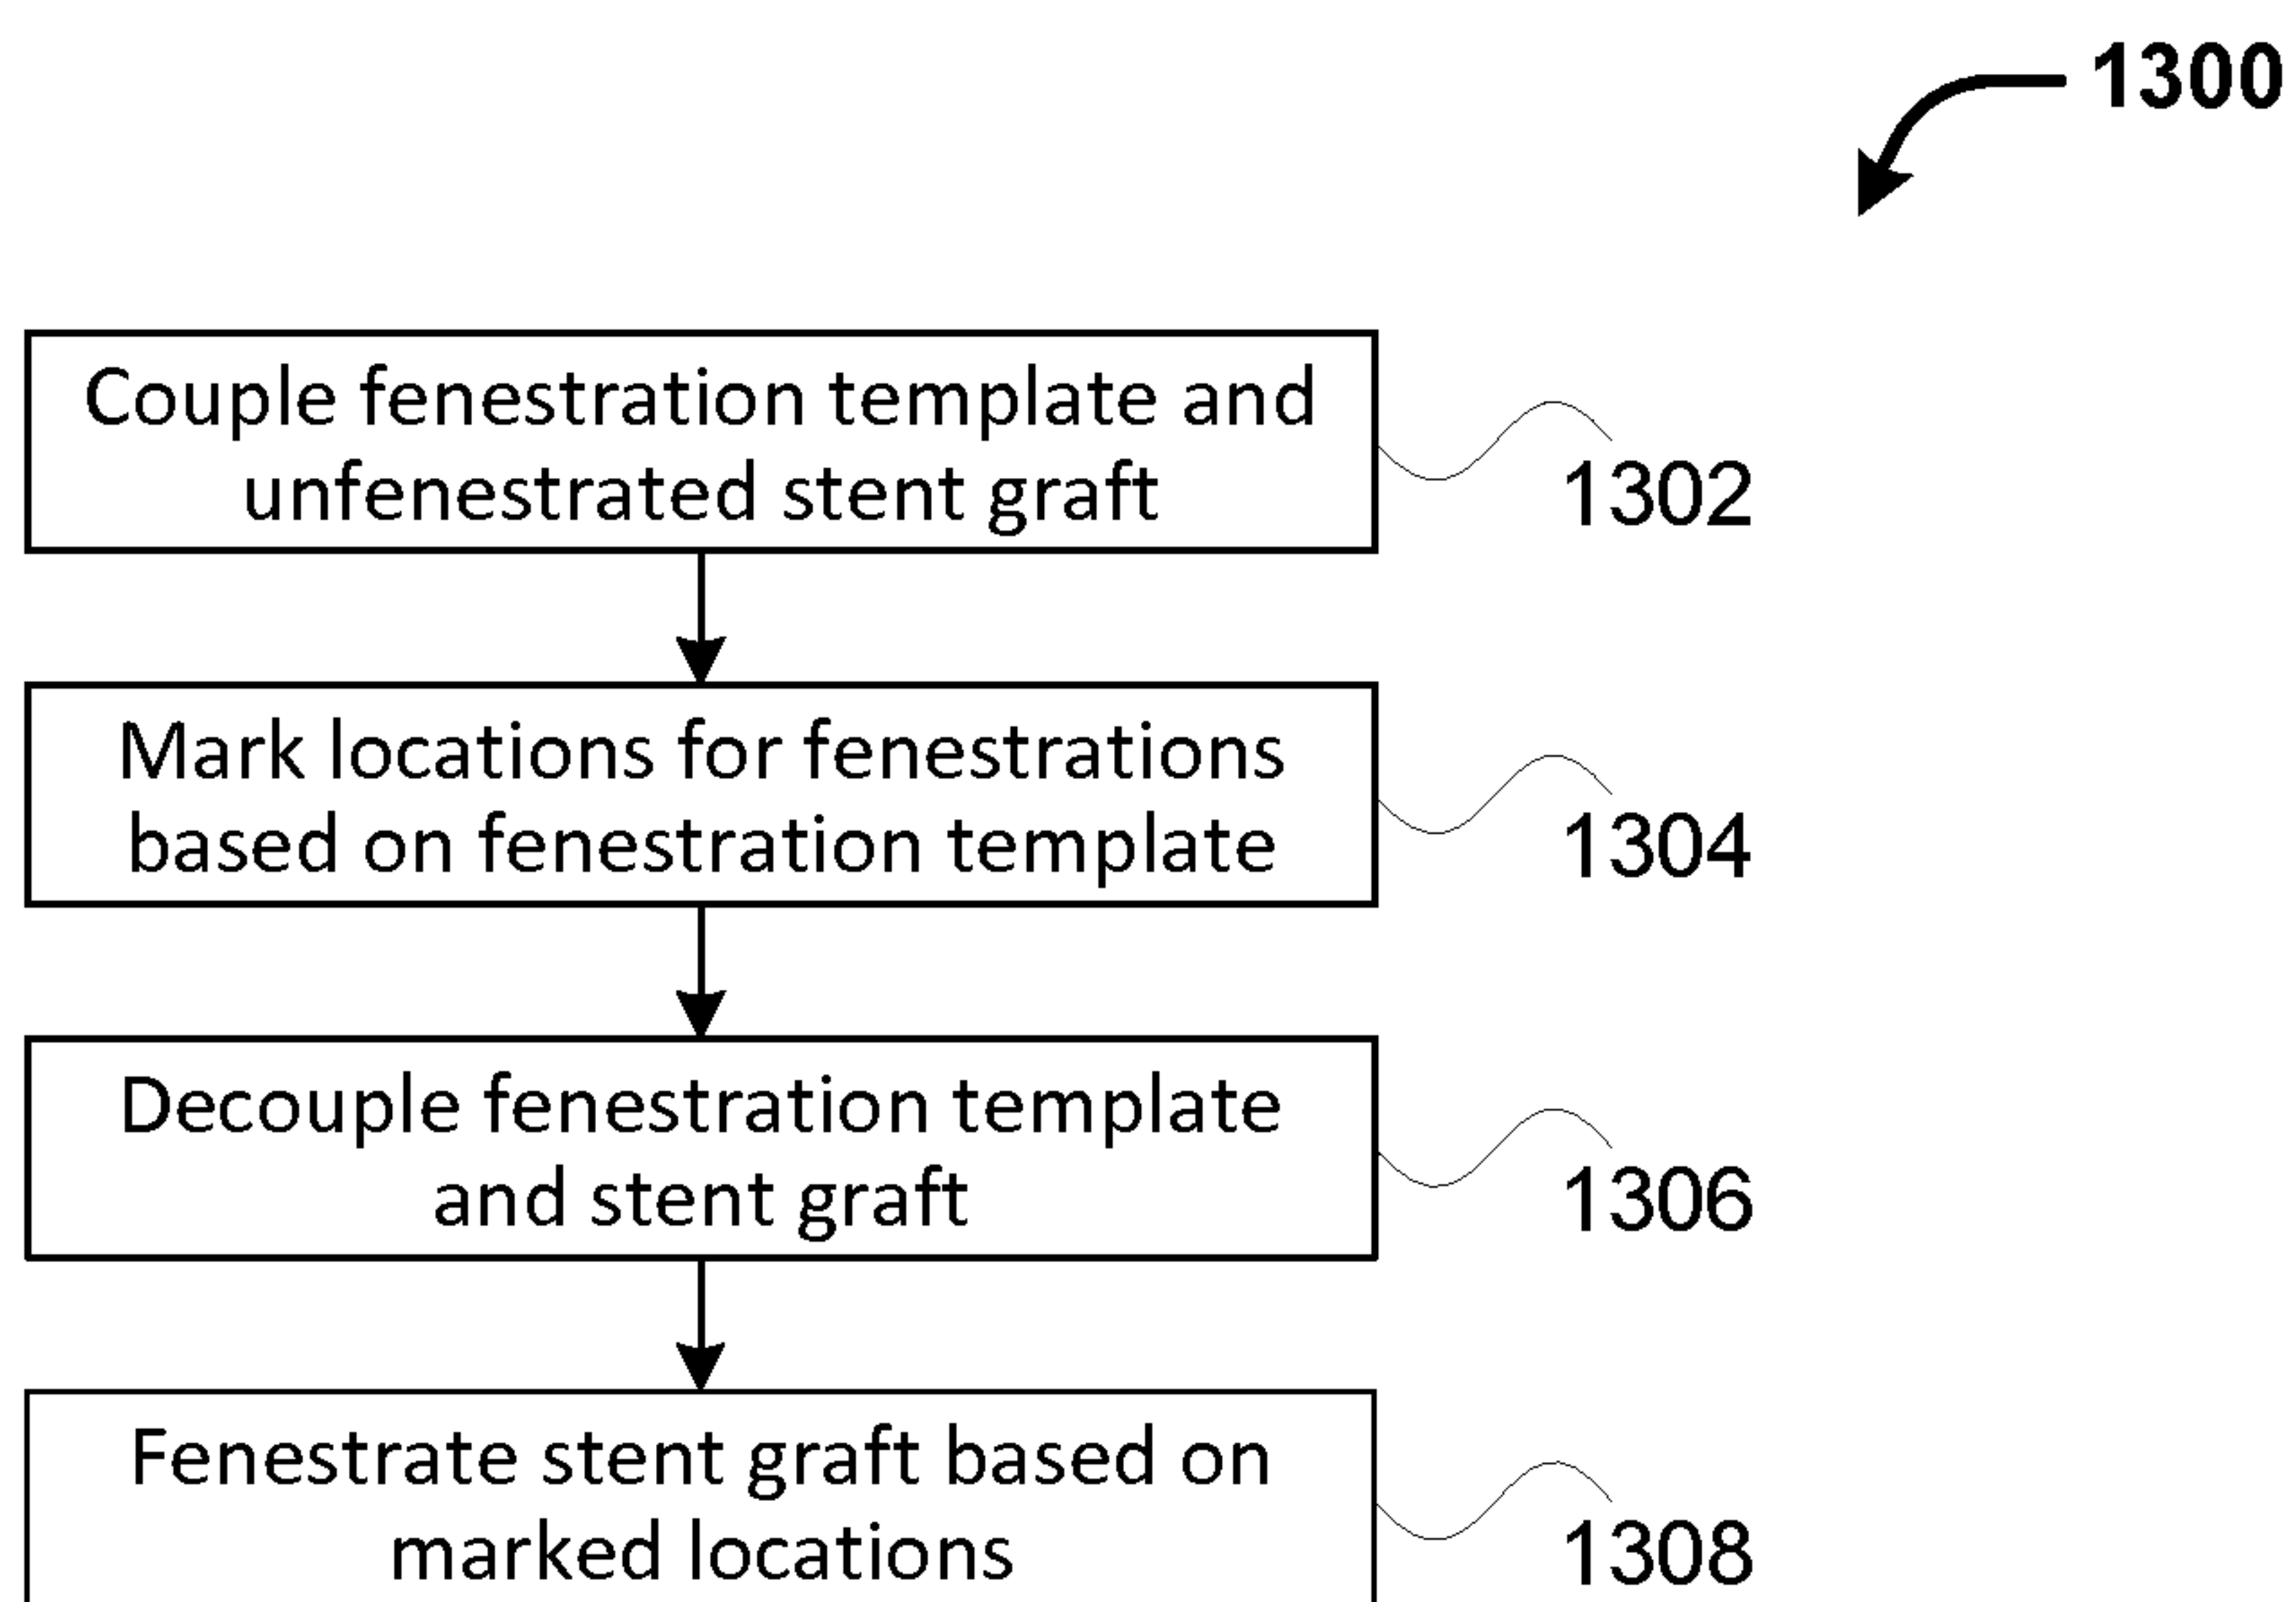 1300
Couple fenestration template and
unfenestrated stent graft
1302
Mark locations for fenestrations
based on fenestration template
1304
Decouple fenestration template
and stent graft
1306
Fenestrate stent graft based on
marked locations
1308